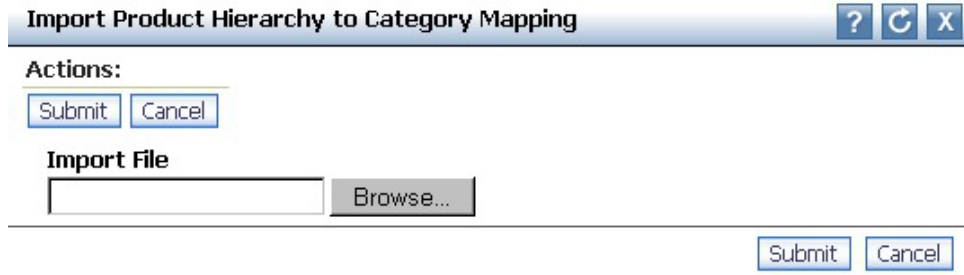 Import Product Hierarchy to Category Mapping ? X
Actions:
Submit Cancel
Import File
Browse...
Submit Cancel